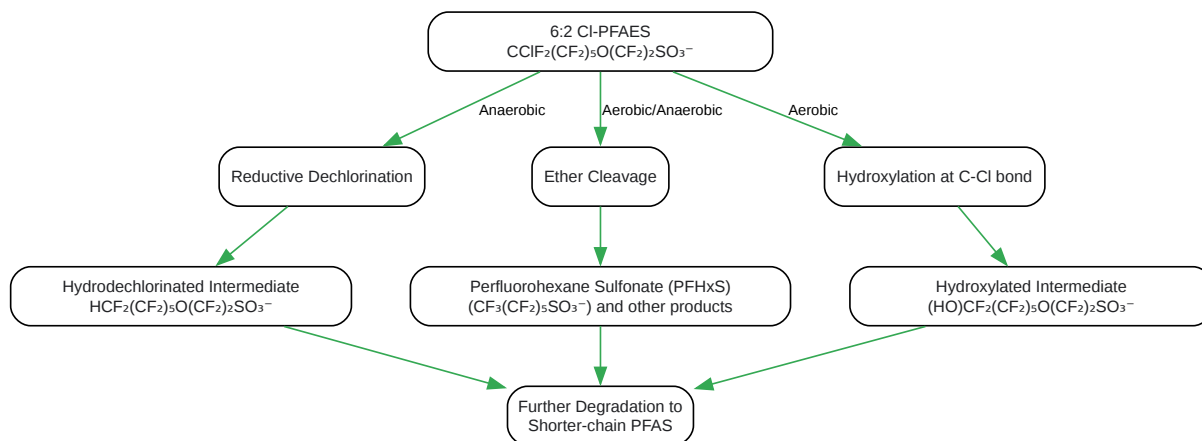 6:2 Cl-PFAES
CClF₂(CF₂)₅O(CF₂)₂SO₃⁻
Anaerobic
Aerobic/Anaerobic
Aerobic
Reductive Dechlorination
Ether Cleavage
Hydroxylation at C-Cl bond
Hydrodechlorinated Intermediate
HCF₂(CF₂)₅O(CF₂)₂SO₃⁻
Perfluorohexane Sulfonate (PFHxS)
(CF₃(CF₂)₅SO₃⁻) and other products
Hydroxylated Intermediate
(HO)CF₂(CF₂)₅O(CF₂)₂SO₃⁻
Further Degradation to
Shorter-chain PFAS